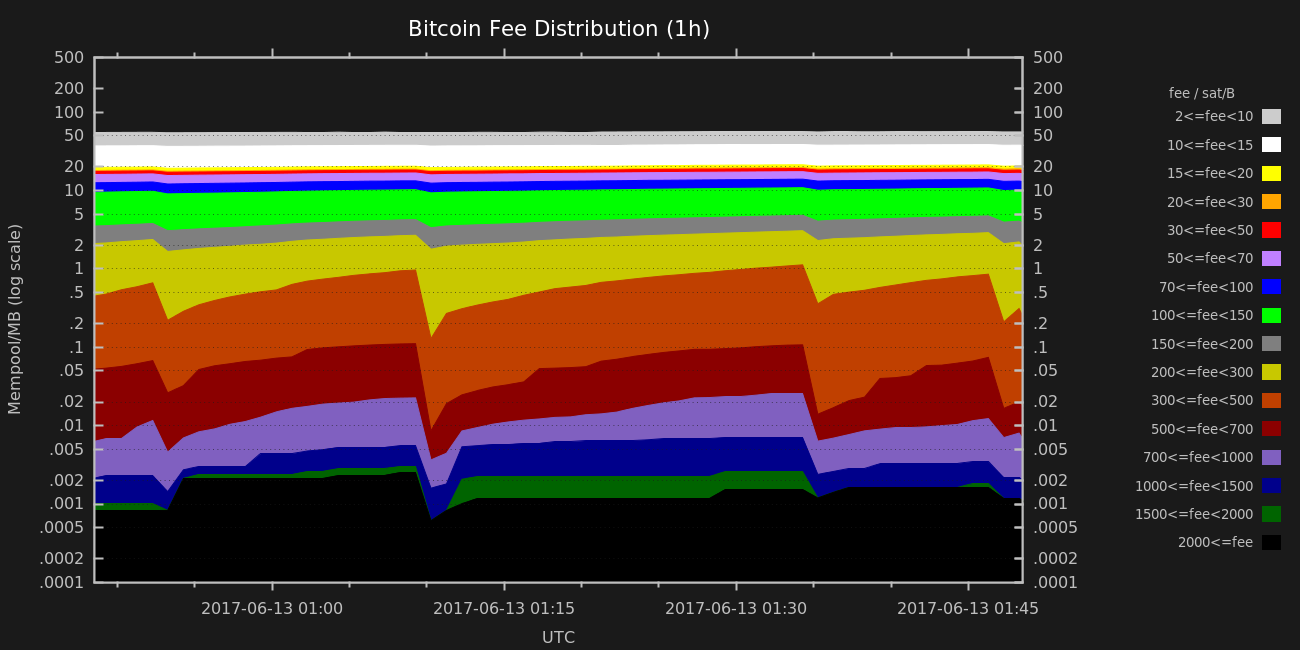 Bitcoin Fee Distribution (1h)
500
200
100
50
20
10
5
2
1
.5
.2
.1
.05
.02
.01
.005
.002
.001
.0005
.0002
.0001
Mempool/MB (log scale)
500
200
100
50
20
10
5
2
1
.5
.2
.1
.05
.02
.01
.005
.002
.001
.0005
.0002
.0001
2017-06-13 01:00
2017-06-13 01:15
2017-06-13 01:30
2017-06-13 01:45
UTC
fee / sat/B
2<=fee<10
10<=fee<15
15<=fee<20
20<=fee<30
30<=fee<50
50<=fee<70
70<=fee<100
100<=fee<150
150<=fee<200
200<=fee<300
300<=fee<500
500<=fee<700
700<=fee<1000
1000<=fee<1500
1500<=fee<2000
2000<=fee